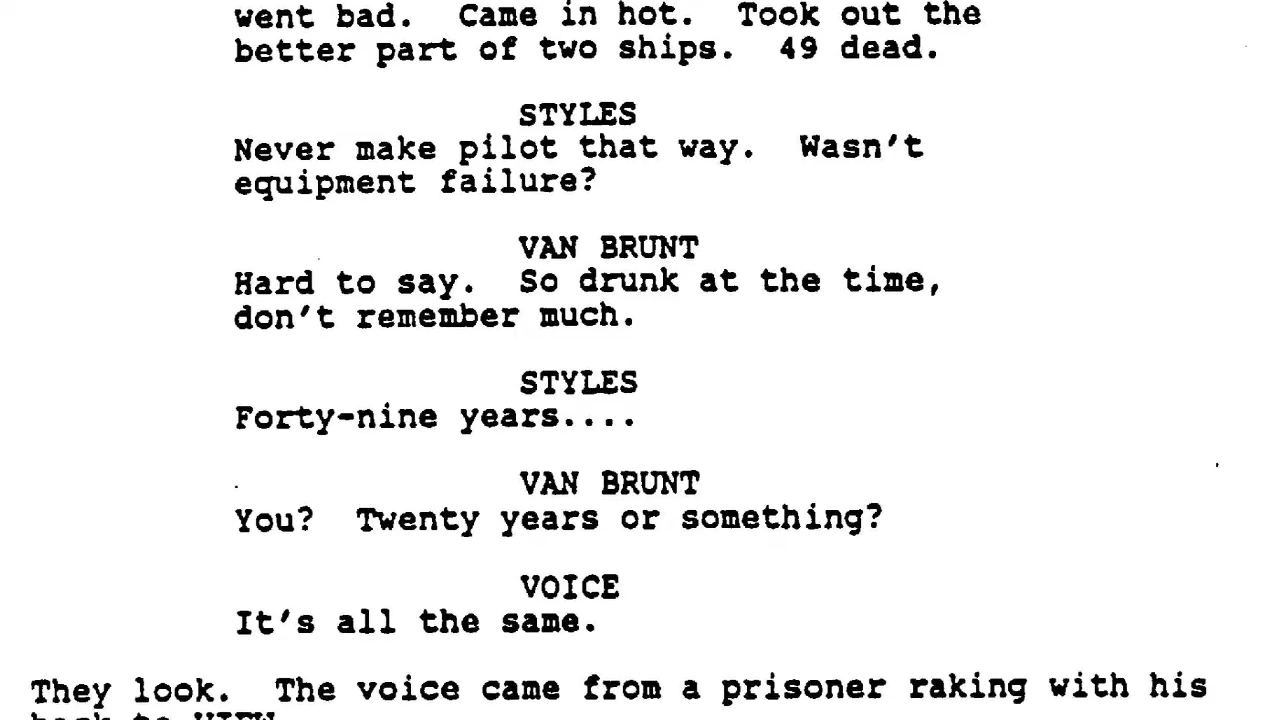 went bad.  Came in hot.  Took out the
better part of two ships.  49 dead.
STYLES
Never make pilot that way.  Wasn't
equipment failure?
VAN BRUNT
Hard to say.  So drunk at the time,
don't remember much.
STYLES
Forty-nine years....
VAN BRUNT
You?  Twenty years or something?
VOICE
It's all the same.
They look.  The voice came from a prisoner raking with his
back to VIEW